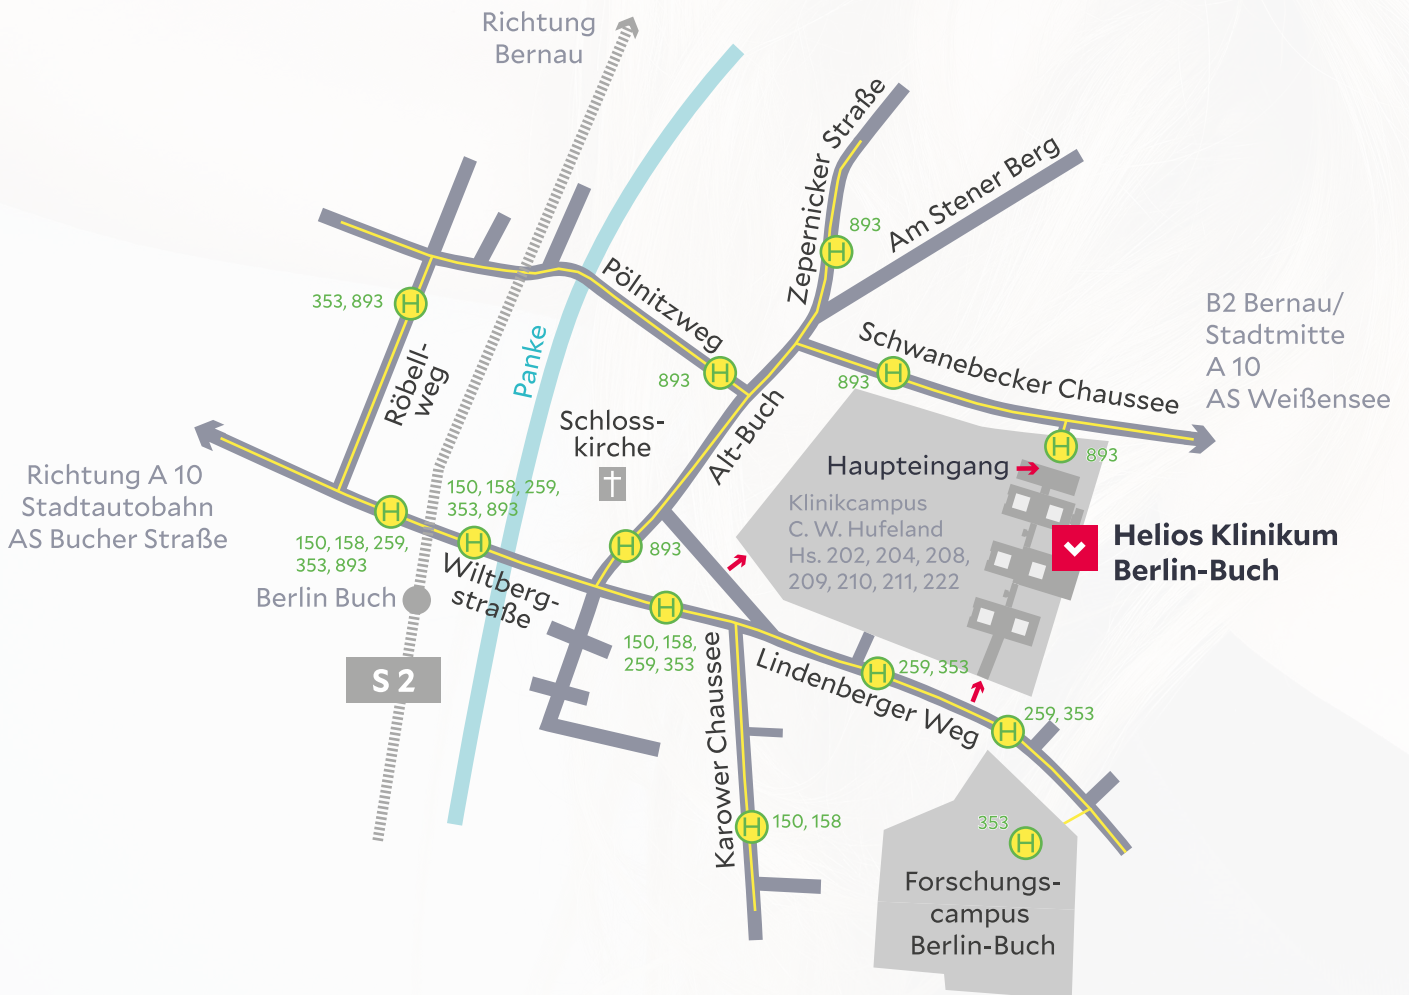 Richtung
Bernau
Zepernicker Straße
Am Stener Berg
893
Pölnitzweg
353, 893
B2 Bernau/
Stadtmitte
A 10
AS Weißensee
Schwanebecker Chaussee
Panke
Röbell-
weg
893
893
Alt-Buch
Schloss-
kirche
893
Haupteingang
Richtung A 10
Stadtautobahn
AS Bucher Straße
150, 158, 259,
353, 893
Klinikcampus
C. W. Hufeland
Hs. 202, 204, 208,
209, 210, 211, 222
Helios Klinikum
Berlin-Buch
150, 158, 259,
353, 893
893
Wiltberg-
straße
Berlin Buch
S 2
150, 158,
259, 353
Lindenberger Weg
259, 353
259, 353
Karower Chaussee
150, 158
353
Forschungs-
campus
Berlin-Buch
H
H
H
H
H
H
H
H
H
H
H
H
H